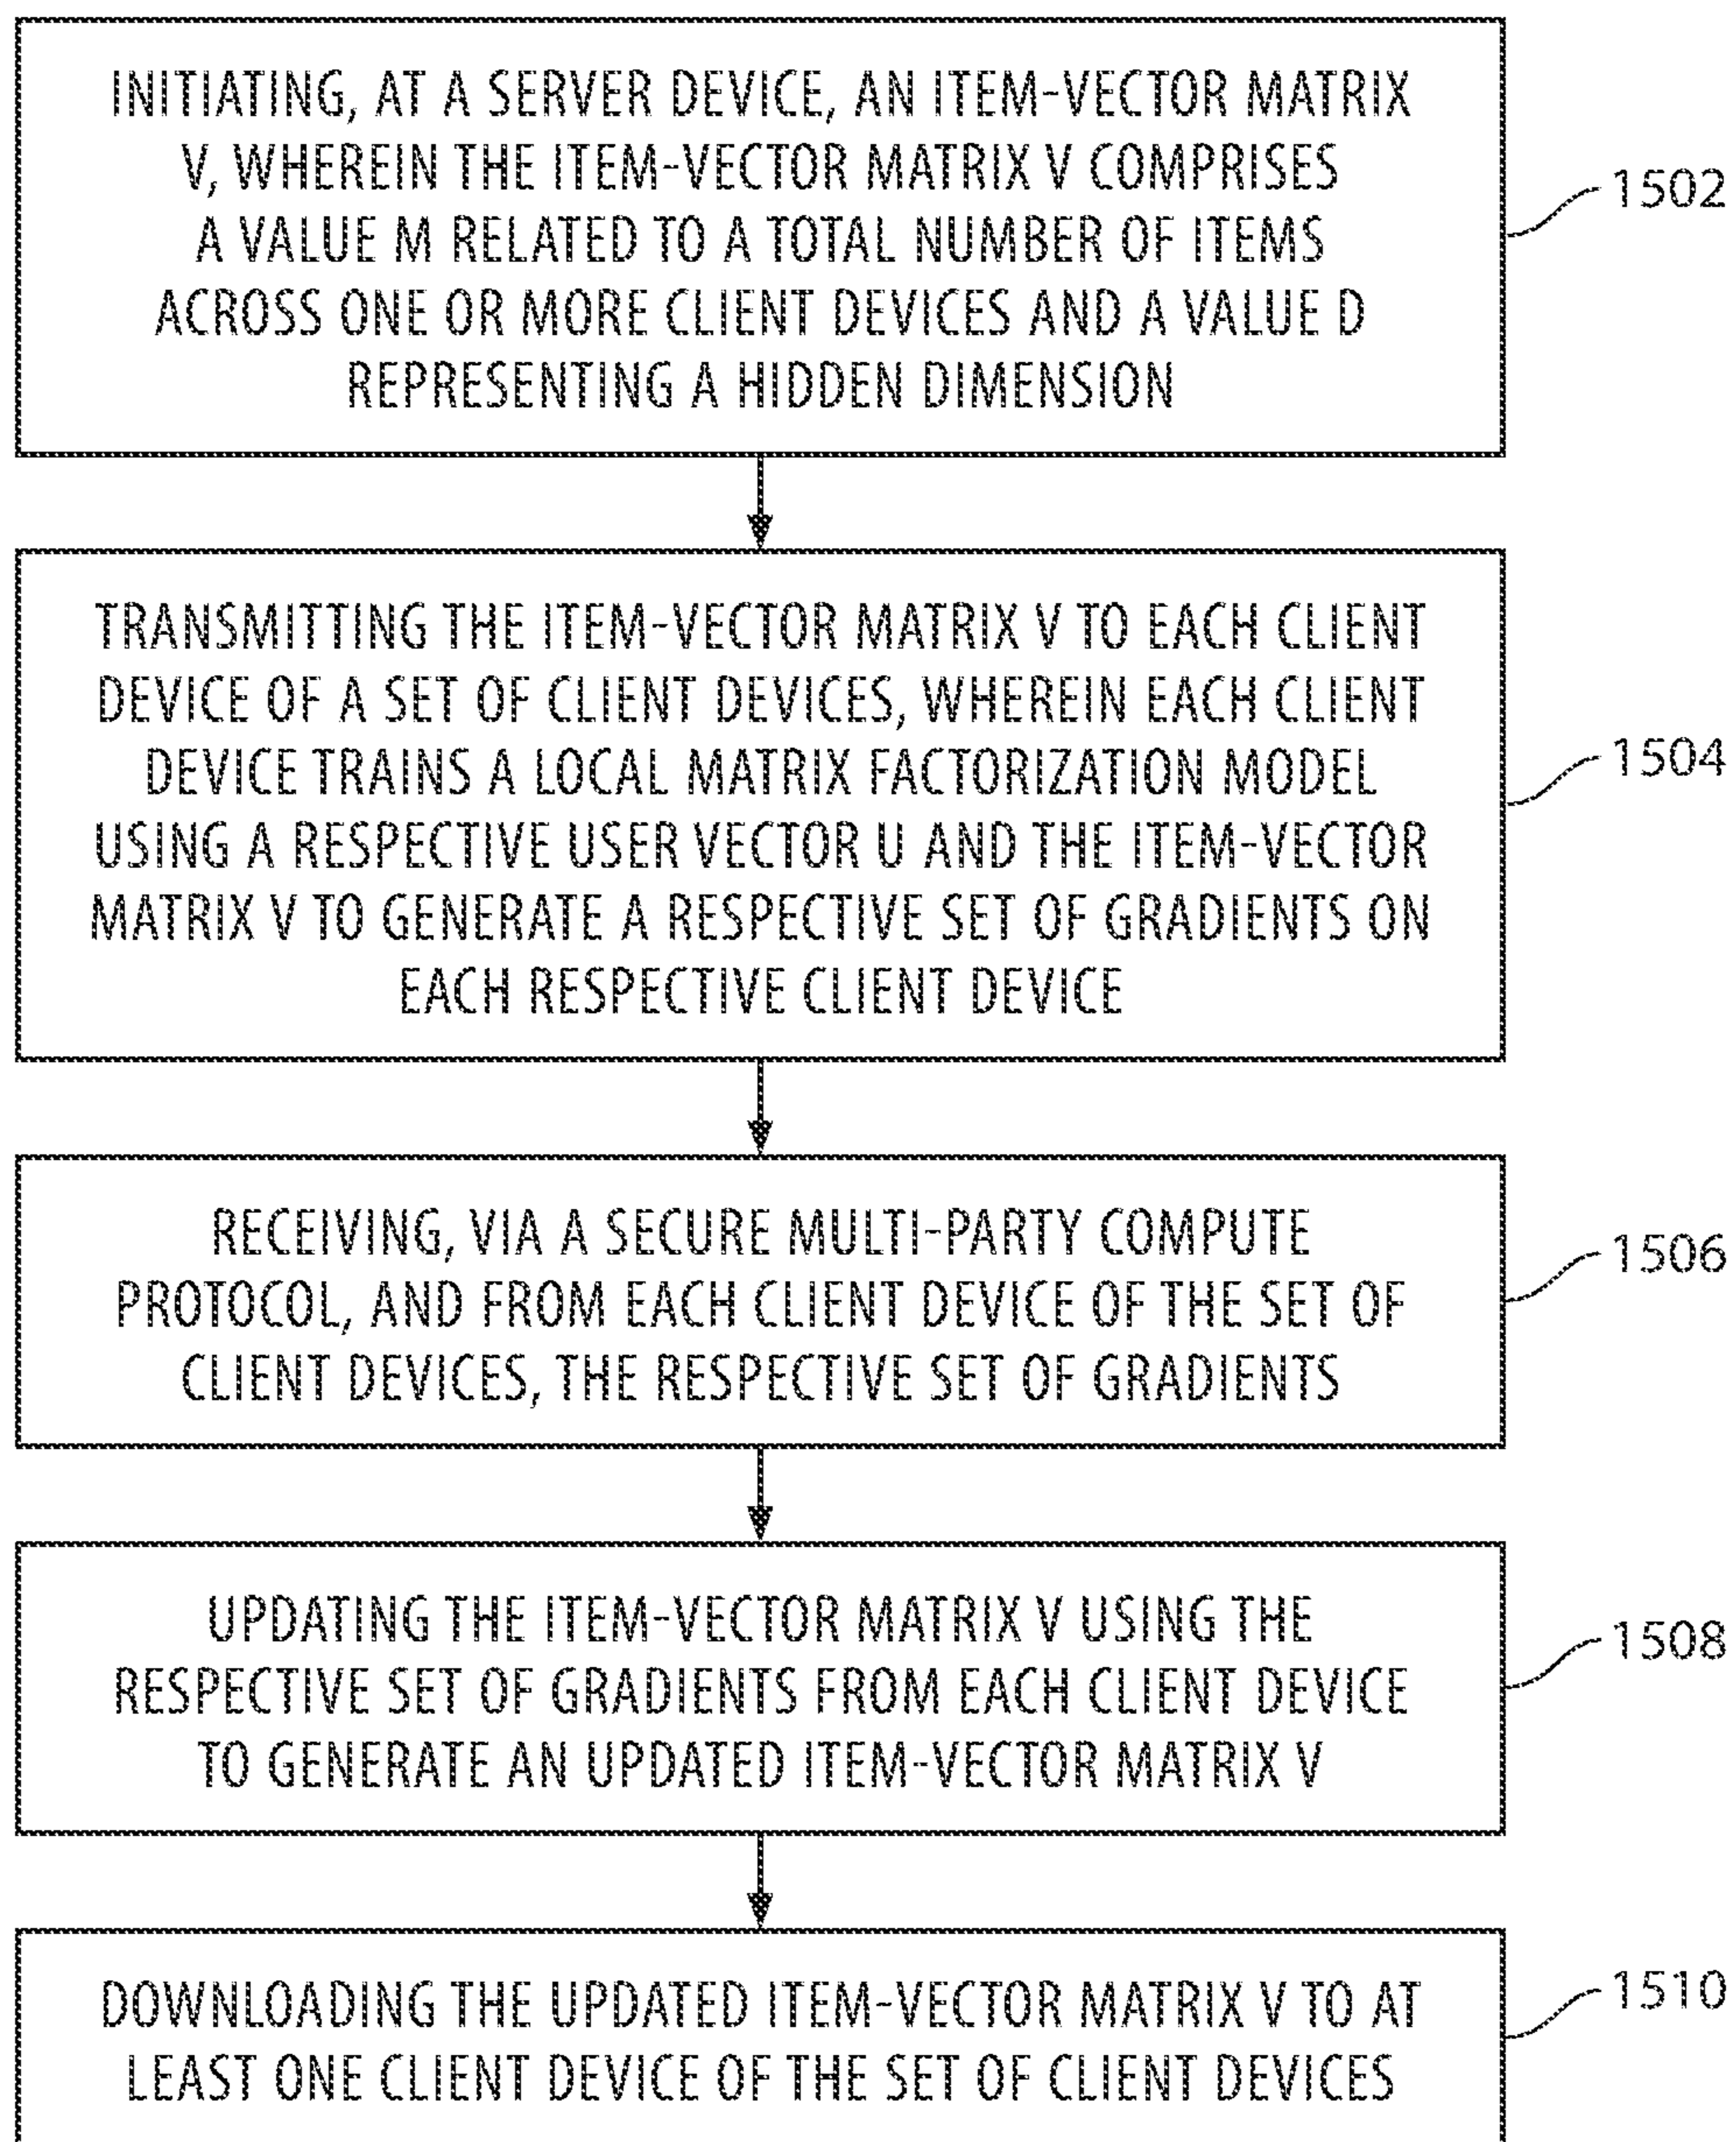 INITIATING, AT A SERVER DEVICE, AN ITEM-VECTOR MATRIX
V, WHEREIN THE ITEM-VECTOR MATRIX V COMPRISES
A VALUE M RELATED TO A TOTAL NUMBER OF ITEMS
ACROSS ONE OR MORE CLIENT DEVICES AND A VALUE D
REPRESENTING A HIDDEN DIMENSION
1502
TRANSMITTING THE ITEM-VECTOR MATRIX V TO EACH CLIENT
DEVICE OF A SET OF CLIENT DEVICES, WHEREIN EACH CLIENT
DEVICE TRAINS A LOCAL MATRIX FACTORIZATION MODEL
USING A RESPECTIVE USER VECTOR U AND THE ITEM-VECTOR
MATRIX V TO GENERATE A RESPECTIVE SET OF GRADIENTS ON
EACH RESPECTIVE CLIENT DEVICE
1504
RECEIVING, VIA A SECURE MULTI-PARTY COMPUTE
PROTOCOL, AND FROM EACH CLIENT DEVICE OF THE SET OF
CLIENT DEVICES, THE RESPECTIVE SET OF GRADIENTS
1506
UPDATING THE ITEM-VECTOR MATRIX V USING THE
RESPECTIVE SET OF GRADIENTS FROM EACH CLIENT DEVICE
TO GENERATE AN UPDATED ITEM-VECTOR MATRIX V
1508
DOWNLOADING THE UPDATED ITEM-VECTOR MATRIX V TO AT
LEAST ONE CLIENT DEVICE OF THE SET OF CLIENT DEVICES
1510